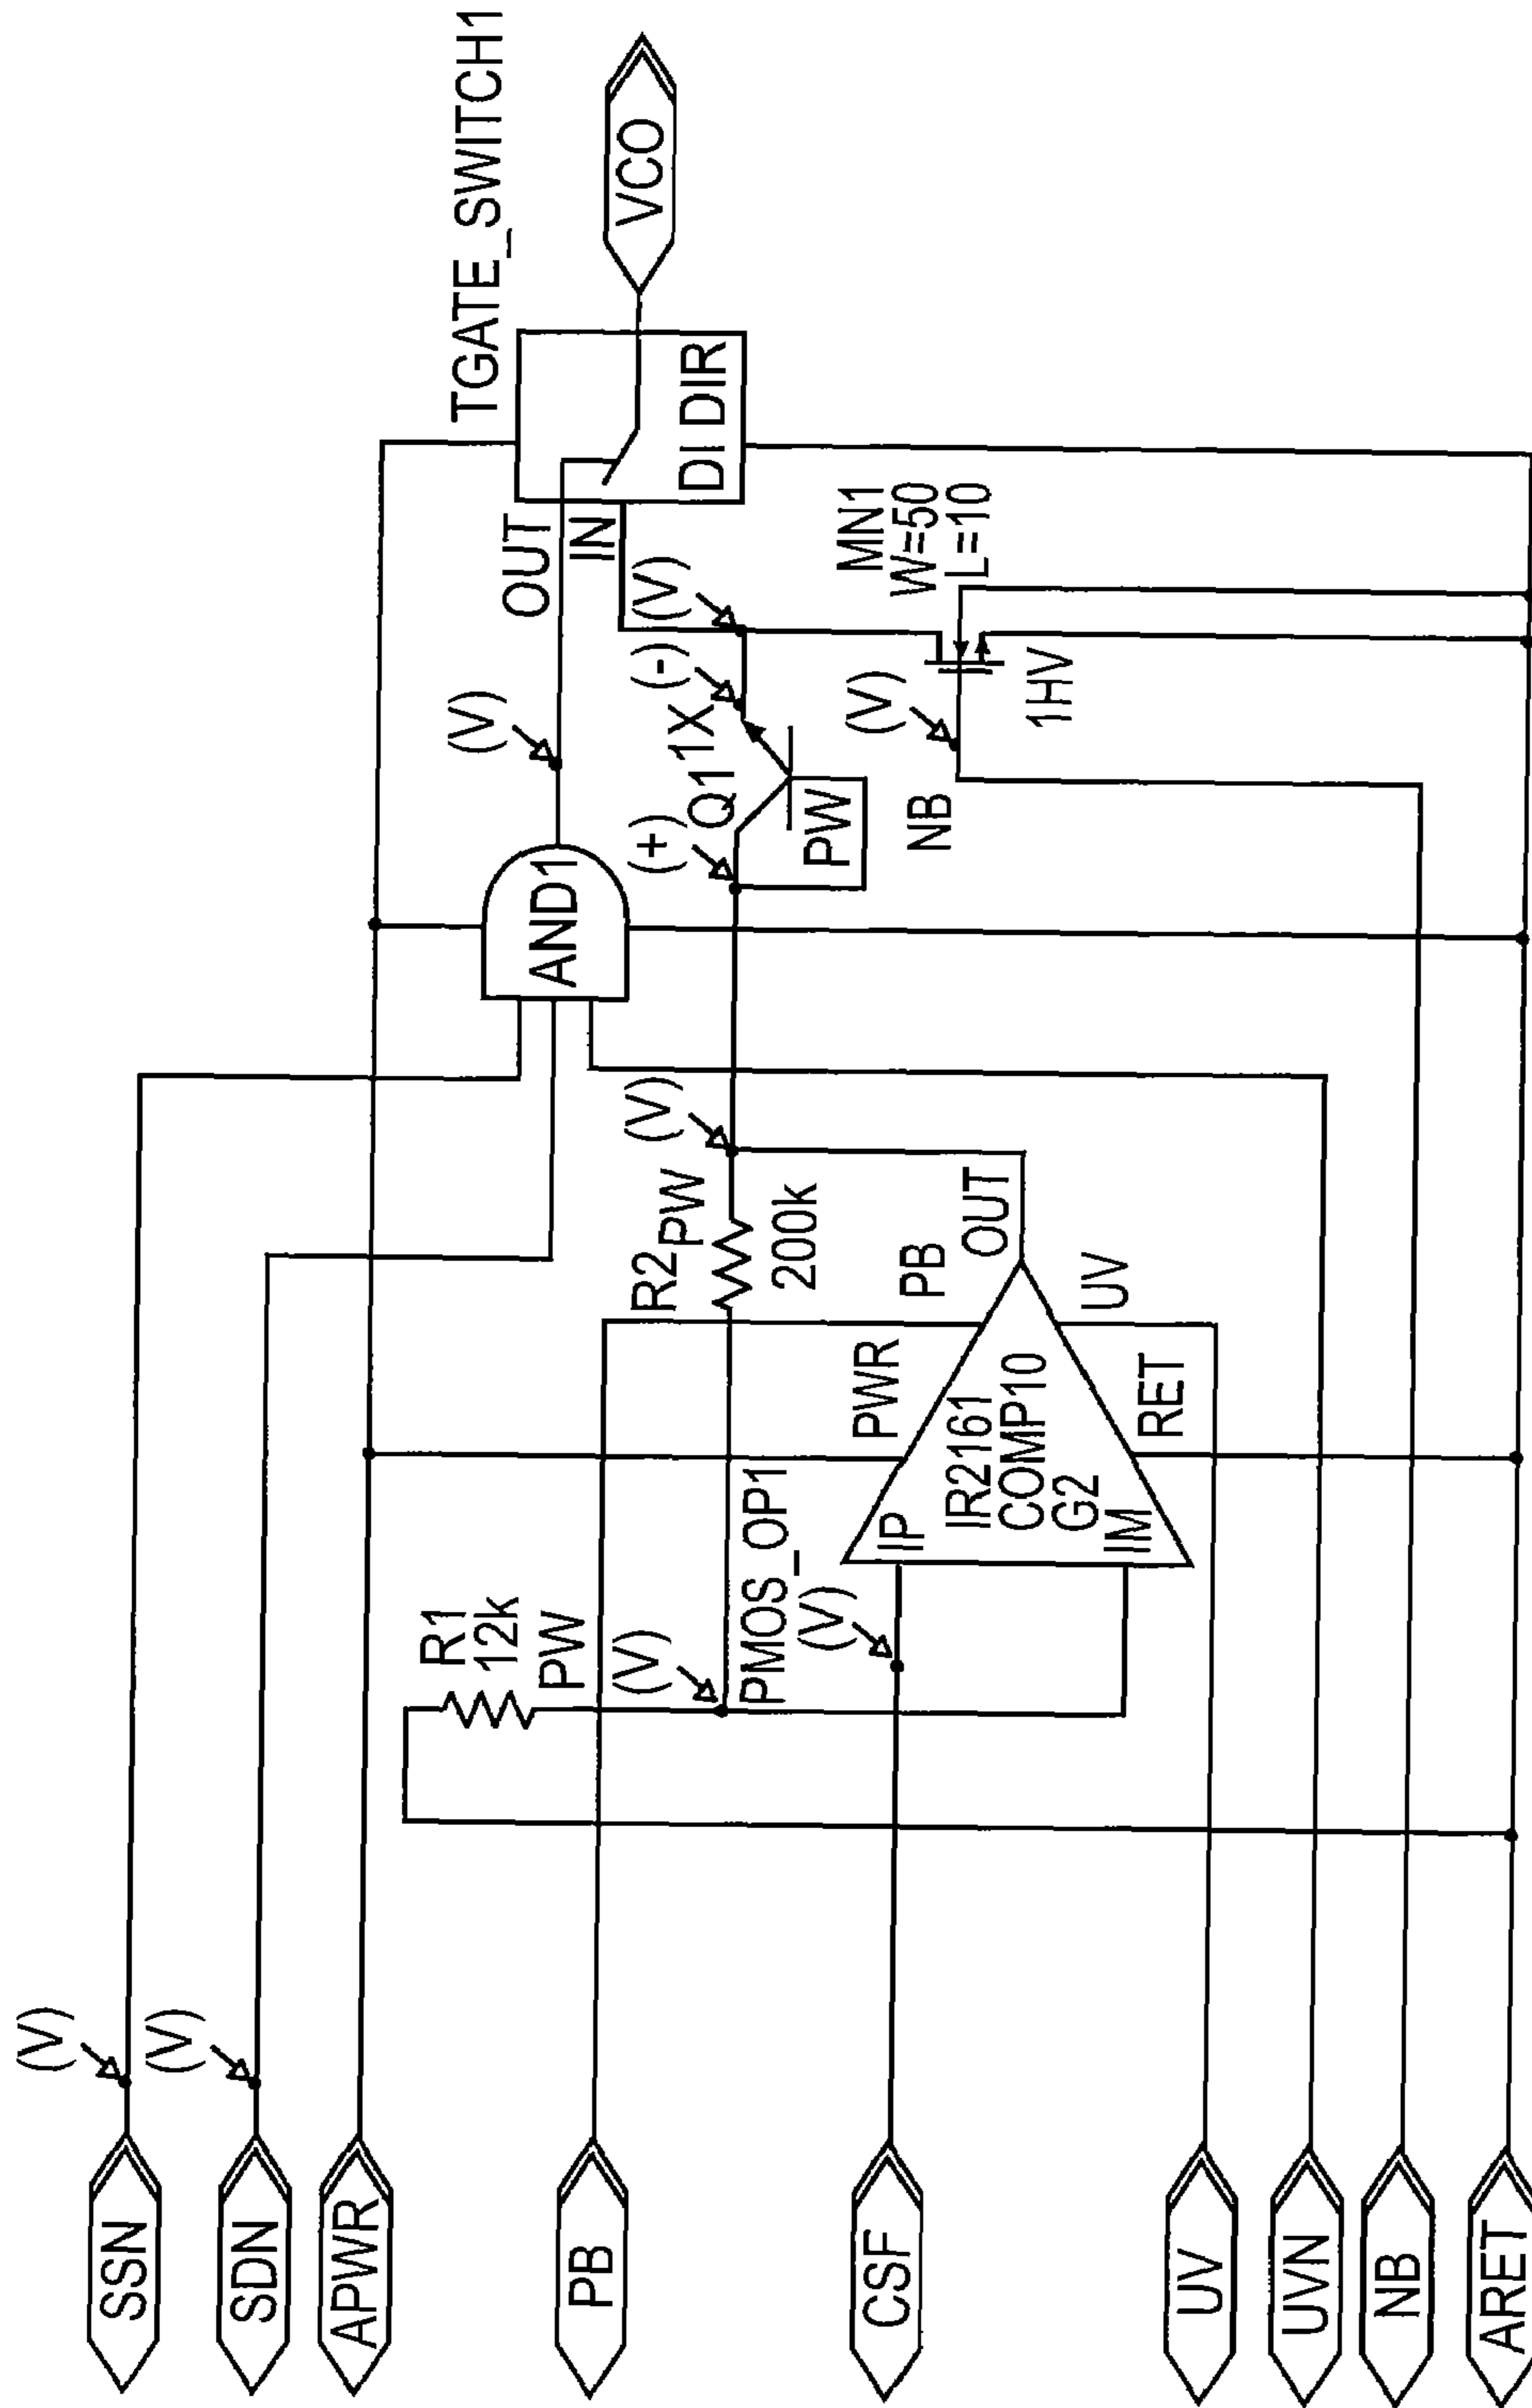 SSN
SDN
APWR
PB
CSF
UV
UVN
NB
ARET
(V)
(V)
R1
12k
PW
(V)
PMOS_OP1
(V)
IP
IR2161
COMP10
G2
IM
PWR
RET
PB
UV
OUT
R2
PW
200k
(V)
AND1
(V)
(+)
Q1 1X
(-)
(V)
PW
NB
(V)
1HV
MN1
W=50
L=10
OUT
IN
DI DIR
TGATE_SWITCH1
VCO